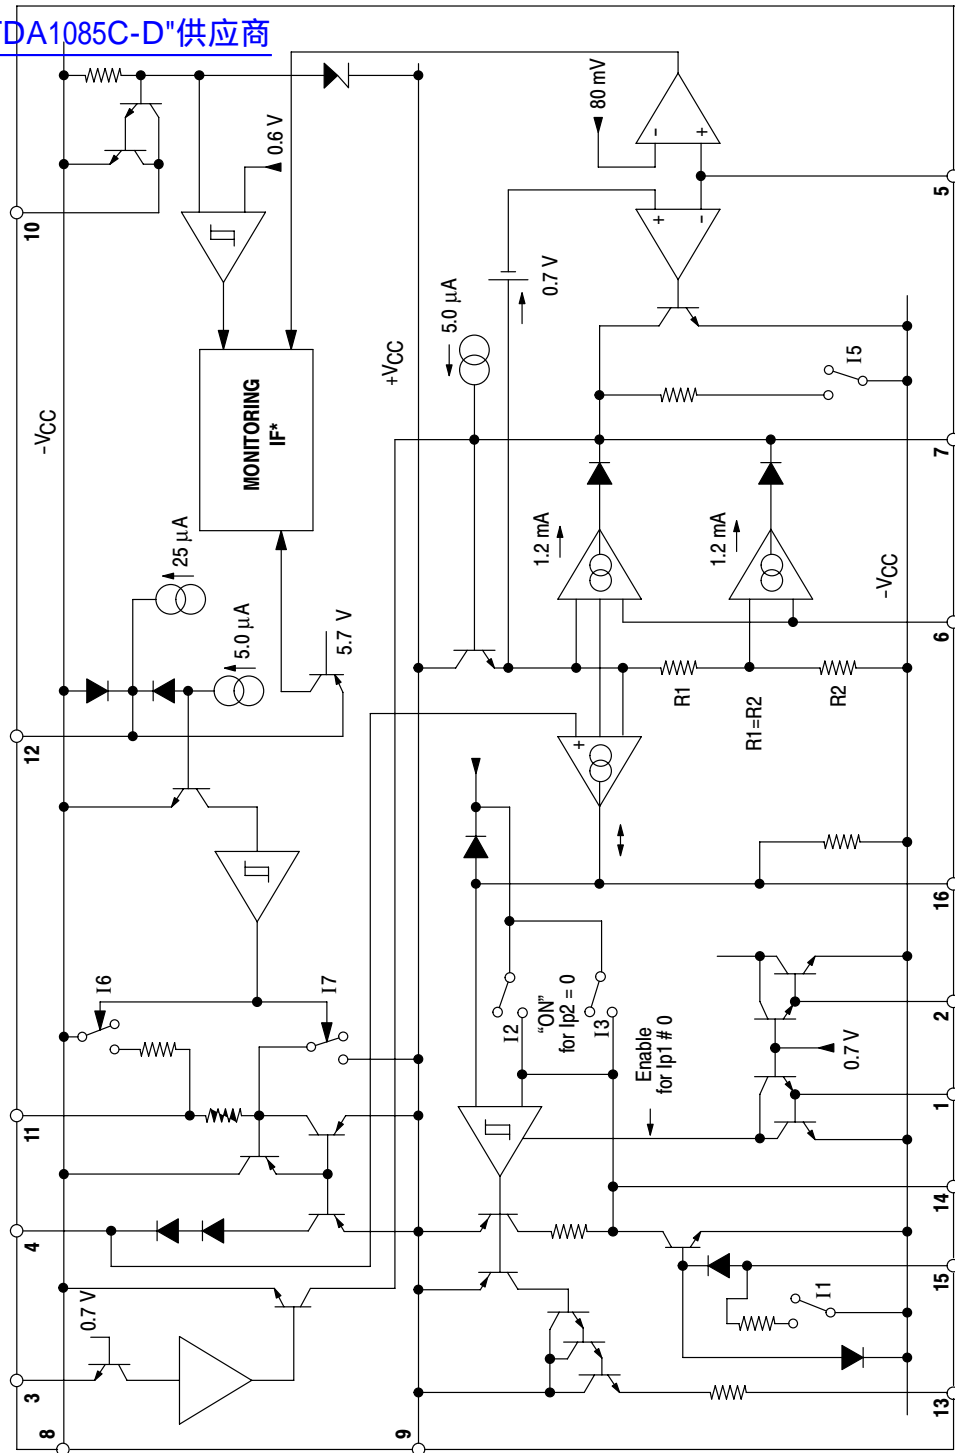 TDA1085C-D"供应商
10
0.6 V
80 mV
5
−VCC
MONITORING
IF*
+VCC
5.0 µA
0.7 V
I5
7
25 µA
5.0 µA
5.7 V
1.2 mA
1.2 mA
−VCC
6
12
R1
R1=R2
R2
+
-
+
+
-
16
I6
I7
I2
"ON"
for Ip2 = 0
I3
Enable
for Ip1 # 0
0.7 V
2
1
11
4
14
15
I1
0.7 V
3
8
9
13